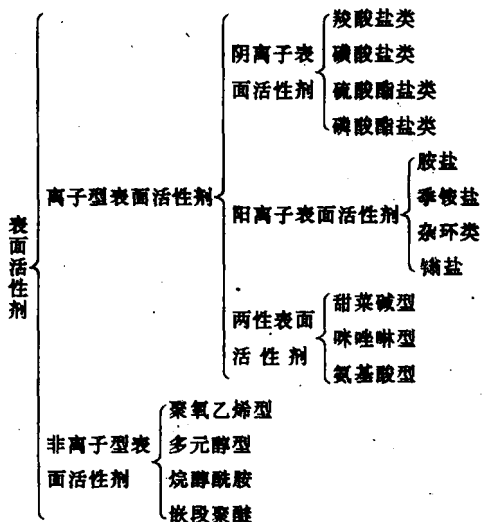 表面活性剂
离子型表面活性剂
阴离子表
面活性剂
羧酸盐类
磺酸盐类
硫酸酯盐类
磷酸酯盐类
阳离子表面活性剂
胺盐
季铵盐
杂环类
𬭩盐
两性表面
活性剂
甜菜碱型
咪唑啉型
氨基酸型
非离子型表
面活性剂
聚氧乙烯型
多元醇型
烷醇酰胺
嵌段聚醚